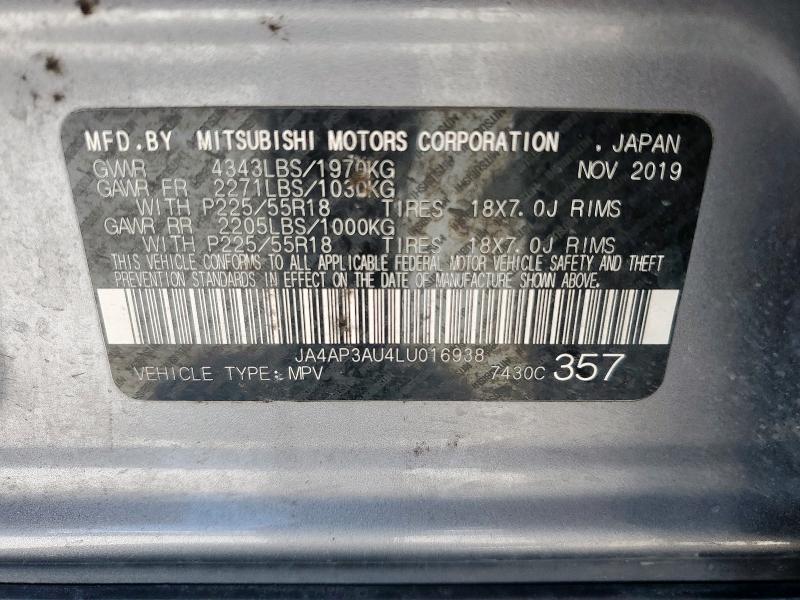 MFD.BY MITSUBISHI MOTORS CORPORATION . JAPAN
GVWR 4343LBS/1970KG NOV 2019
GAWR FR 2271LBS/1030KG
WITH P225/55R18 TIRES 18X7.0J RIMS
GAWR RR 2205LBS/1000KG
WITH P225/55R18 TIRES 18X7.0J RIMS
THIS VEHICLE CONFORMS TO ALL APPLICABLE FEDERAL MOTOR VEHICLE SAFETY AND THEFT
PREVENTION STANDARDS IN EFFECT ON THE DATE OF MANUFACTURE SHOWN ABOVE.
JA4AP3AU4LU016938
VEHICLE TYPE: MPV 7430C 357